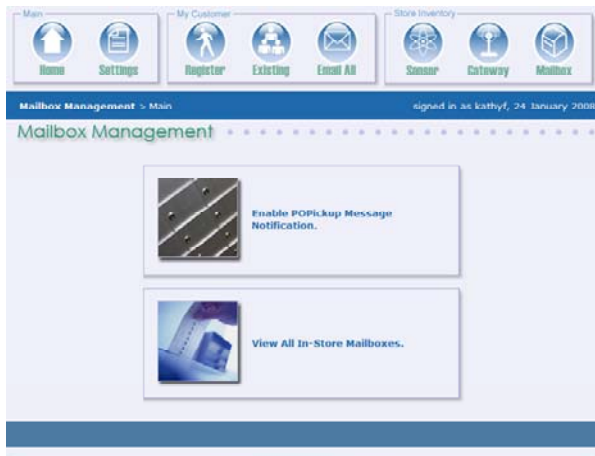 Main
My Customer
Store Inventory
Home
Settings
Register
Existing
Email All
Sensor
Gateway
Mailbox
Mailbox Management > Main
signed in as kathyf, 24 January 2008
Mailbox Management
Enable POPickup Message
Notification.
View All In-Store Mailboxes.